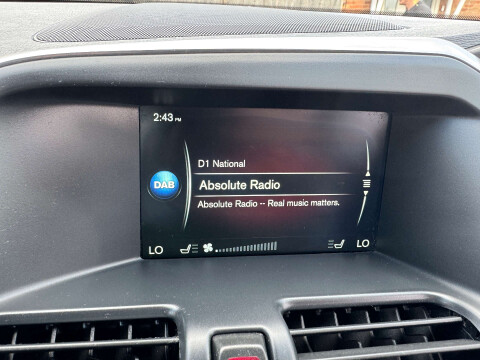 2:43 PM
D1 National
DAB
Absolute Radio
Absolute Radio -- Real music matters.
LO
LO